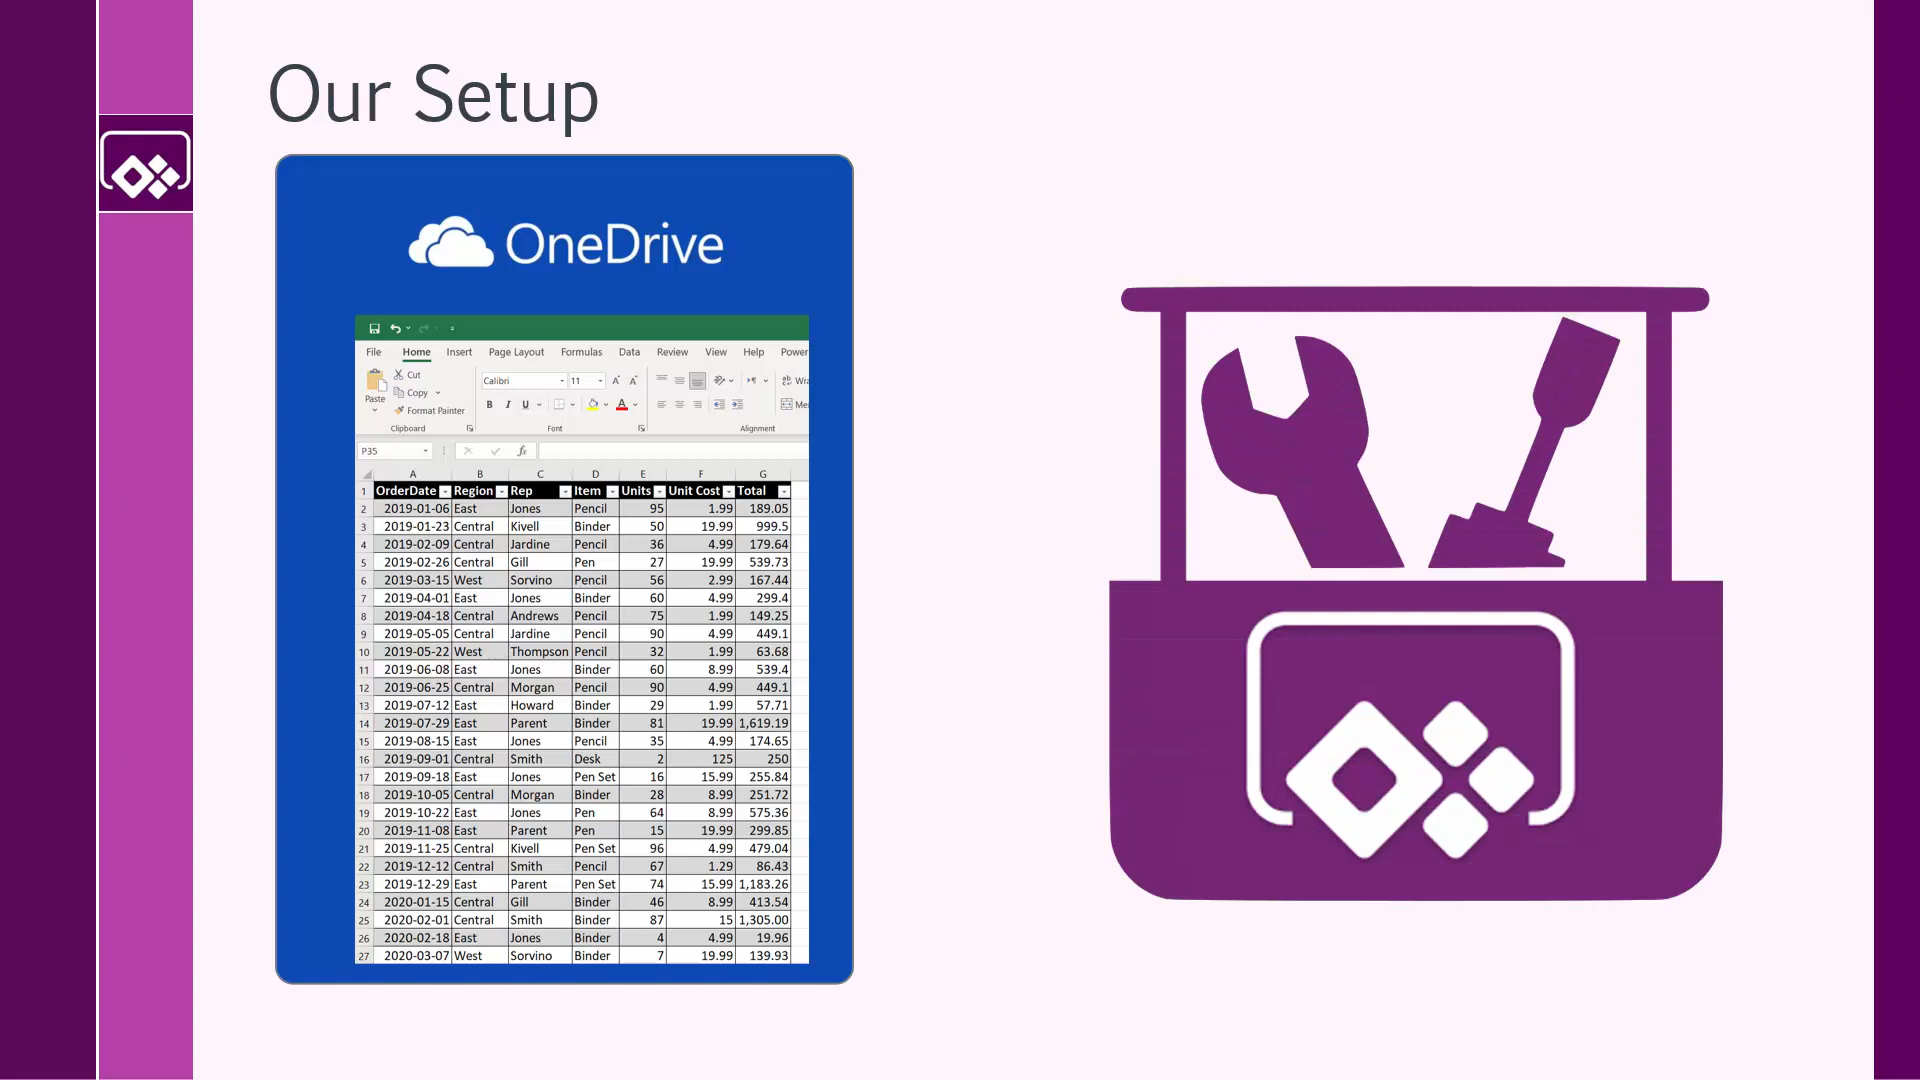 Our Setup
OneDrive
File Home Insert Page Layout Formulas Data Review View Help Power
Cut
Copy
Paste
Format Painter
Calibri 11
B I U A
ab
Clipboard Font Alignment
P35 fx
A B C D E F G
1 OrderDate Region Rep Item Units Unit Cost Total
2 2019-01-06 East Jones Pencil 95 1.99 189.05
3 2019-01-23 Central Kivell Binder 50 19.99 999.5
4 2019-02-09 Central Jardine Pencil 36 4.99 179.64
5 2019-02-26 Central Gill Pen 27 19.99 539.73
6 2019-03-15 West Sorvino Pencil 56 2.99 167.44
7 2019-04-01 East Jones Binder 60 4.99 299.4
8 2019-04-18 Central Andrews Pencil 75 1.99 149.25
9 2019-05-05 Central Jardine Pencil 90 4.99 449.1
10 2019-05-22 West Thompson Pencil 32 1.99 63.68
11 2019-06-08 East Jones Binder 60 8.99 539.4
12 2019-06-25 Central Morgan Pencil 90 4.99 449.1
13 2019-07-12 East Howard Binder 29 1.99 57.71
14 2019-07-29 East Parent Binder 81 19.99 1,619.19
15 2019-08-15 East Jones Pencil 35 4.99 174.65
16 2019-09-01 Central Smith Desk 2 125 250
17 2019-09-18 East Jones Pen Set 16 15.99 255.84
18 2019-10-05 Central Morgan Binder 28 8.99 251.72
19 2019-10-22 East Jones Pen 64 8.99 575.36
20 2019-11-08 East Parent Pen 15 19.99 299.85
21 2019-11-25 Central Kivell Pen Set 96 4.99 479.04
22 2019-12-12 Central Smith Pencil 67 1.29 86.43
23 2019-12-29 East Parent Pen Set 74 15.99 1,183.26
24 2020-01-15 Central Gill Binder 46 8.99 413.54
25 2020-02-01 Central Smith Binder 87 15 1,305.00
26 2020-02-18 East Jones Binder 4 4.99 19.96
27 2020-03-07 West Sorvino Binder 7 19.99 139.93